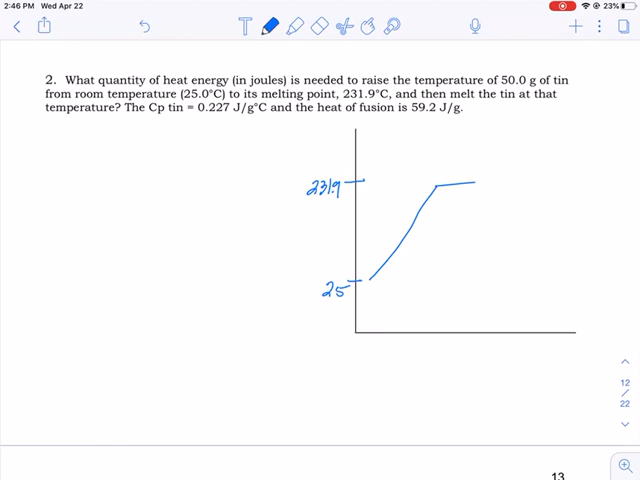 2:46 PM Wed Apr 22
23%
T
2. What quantity of heat energy (in joules) is needed to raise the temperature of 50.0 g of tin
from room temperature (25.0°C) to its melting point, 231.9°C, and then melt the tin at that
temperature? The Cp tin = 0.227 J/g°C and the heat of fusion is 59.2 J/g.
231.9
25
12
/
22
13